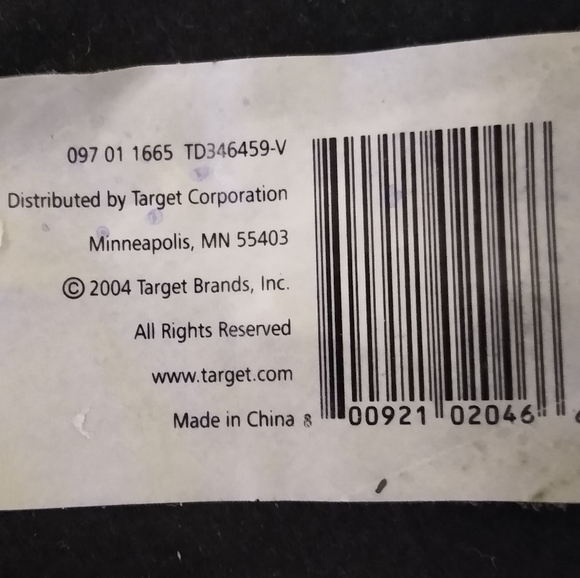 097 01 1665 TD346459-V
Distributed by Target Corporation
Minneapolis, MN 55403
© 2004 Target Brands, Inc.
All Rights Reserved
www.target.com
Made in China
8 00921 02046